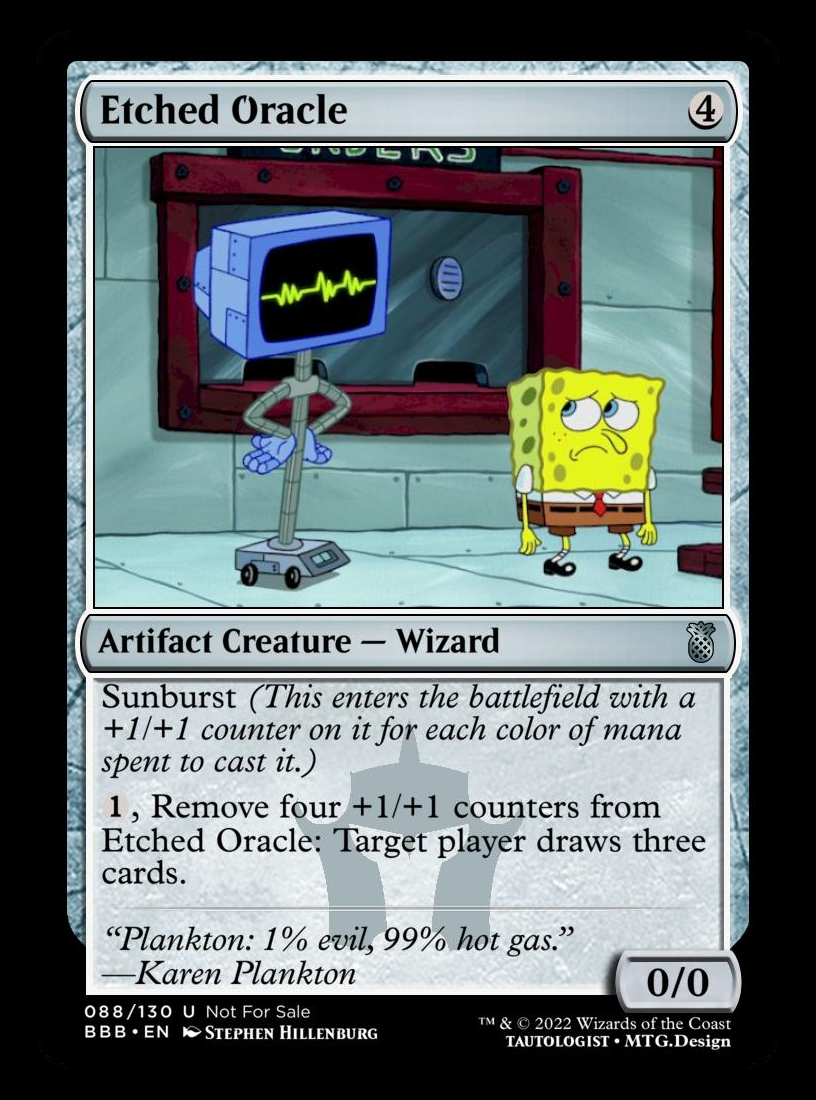 Etched Oracle 4
Artifact Creature — Wizard
Sunburst (This enters the battlefield with a
+1/+1 counter on it for each color of mana
spent to cast it.)
1, Remove four +1/+1 counters from
Etched Oracle: Target player draws three
cards.
“Plankton: 1% evil, 99% hot gas.”
—Karen Plankton
0/0
088/130 U Not For Sale
BBB • EN STEPHEN HILLENBURG
™ & © 2022 Wizards of the Coast
TAUTOLOGIST • MTG.Design